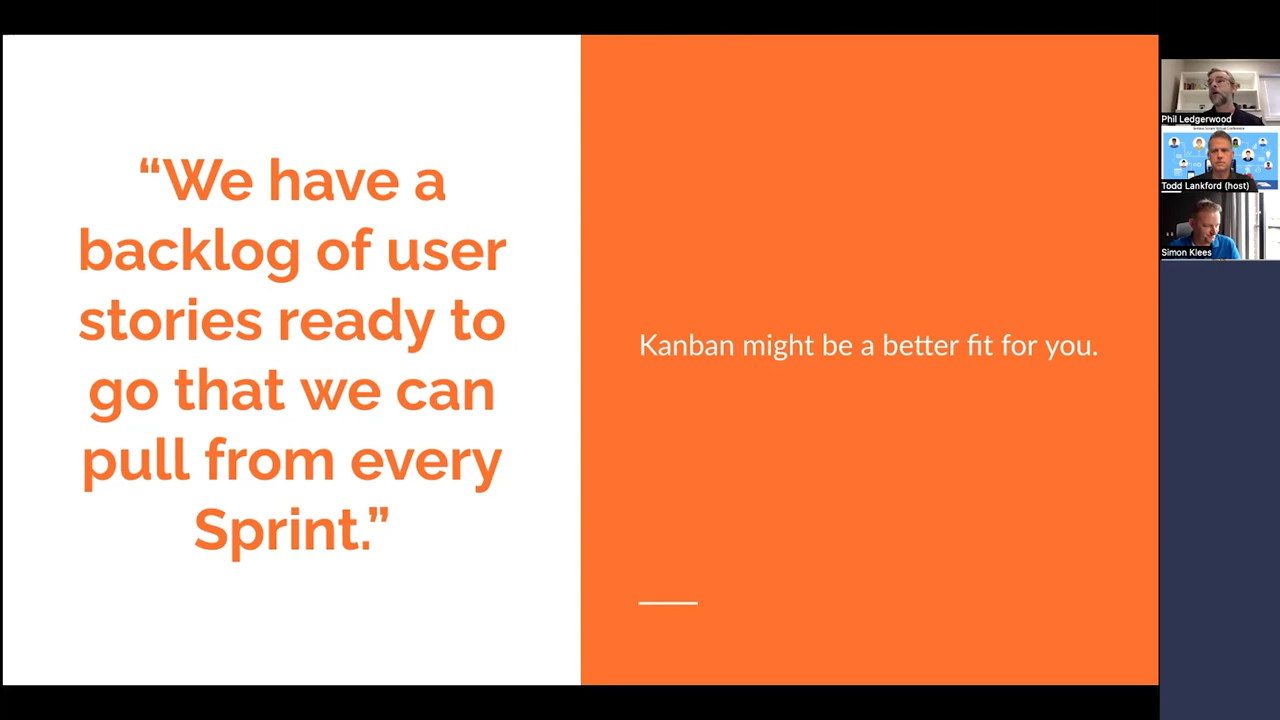 “We have a
backlog of user
stories ready to
go that we can
pull from every
Sprint.”
Kanban might be a better fit for you.
Phil Ledgerwood
Todd Lankford (host)
Simon Klees